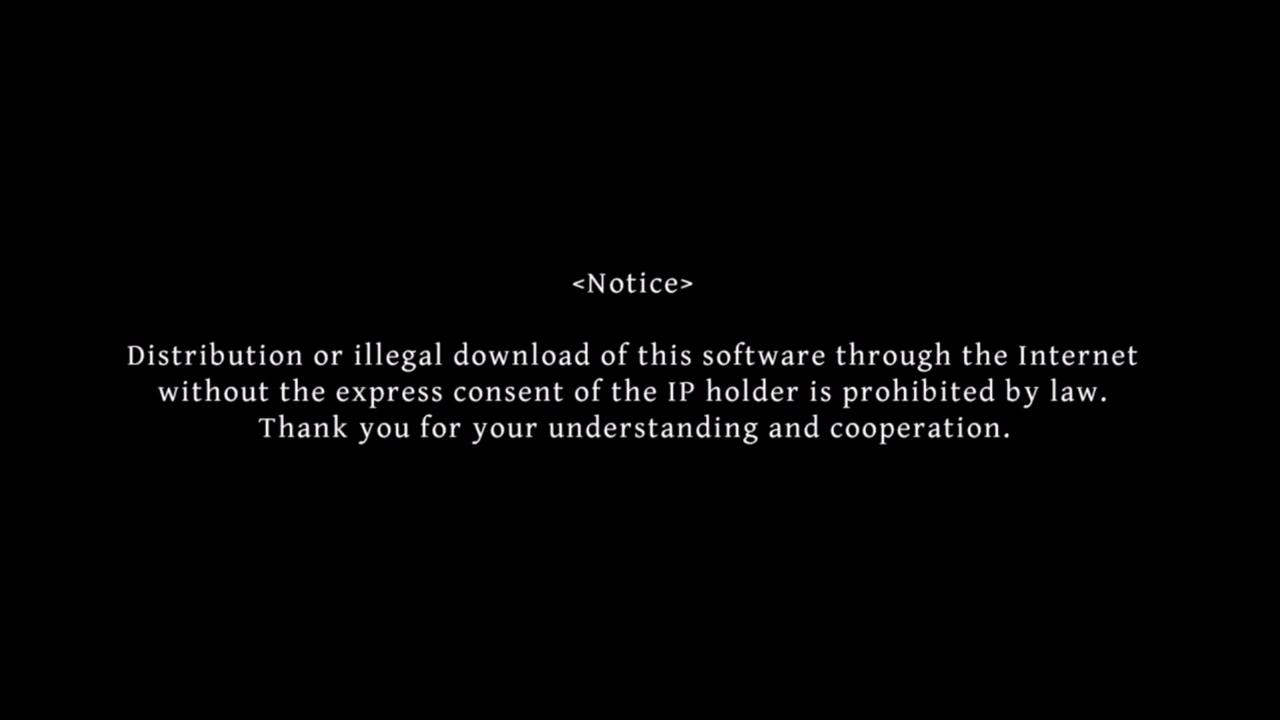 <Notice>
Distribution or illegal download of this software through the Internet
without the express consent of the IP holder is prohibited by law.
Thank you for your understanding and cooperation.